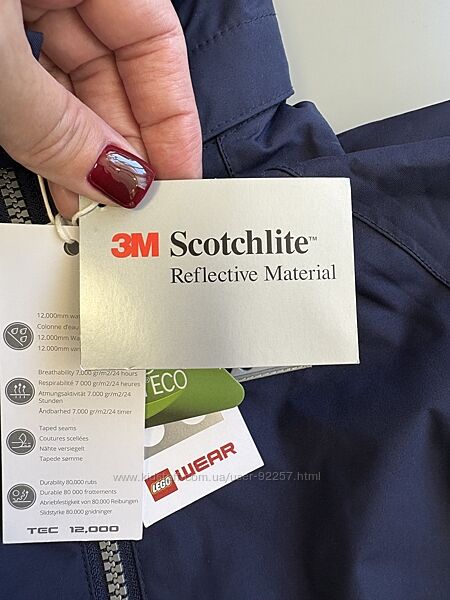 3M Scotchlite™
Reflective Material
12.000mm
Colonne d'eau
12.000mm
12.000mm
Breathability 7.000 gr/m2/24 hours
Respirabilité 7.000 gr/m2/24 heures
Atmungsaktivität 7.000 gr/m2/24
Stunden
Åndbarhed 7.000 gr/m2/24 timer
Taped seams
Coutures scellées
Nähte versiegelt
Tapede sømme
Durability 80,000 rubs
Durable 80 000 frottements
Abriebfestigkeit von 80.000 Reibungen
Slidstyrke 80.000 gnidninger
TEC 12,000
ECO
LEGO WEAR
www.kidstaff.com.ua/user-92257.html